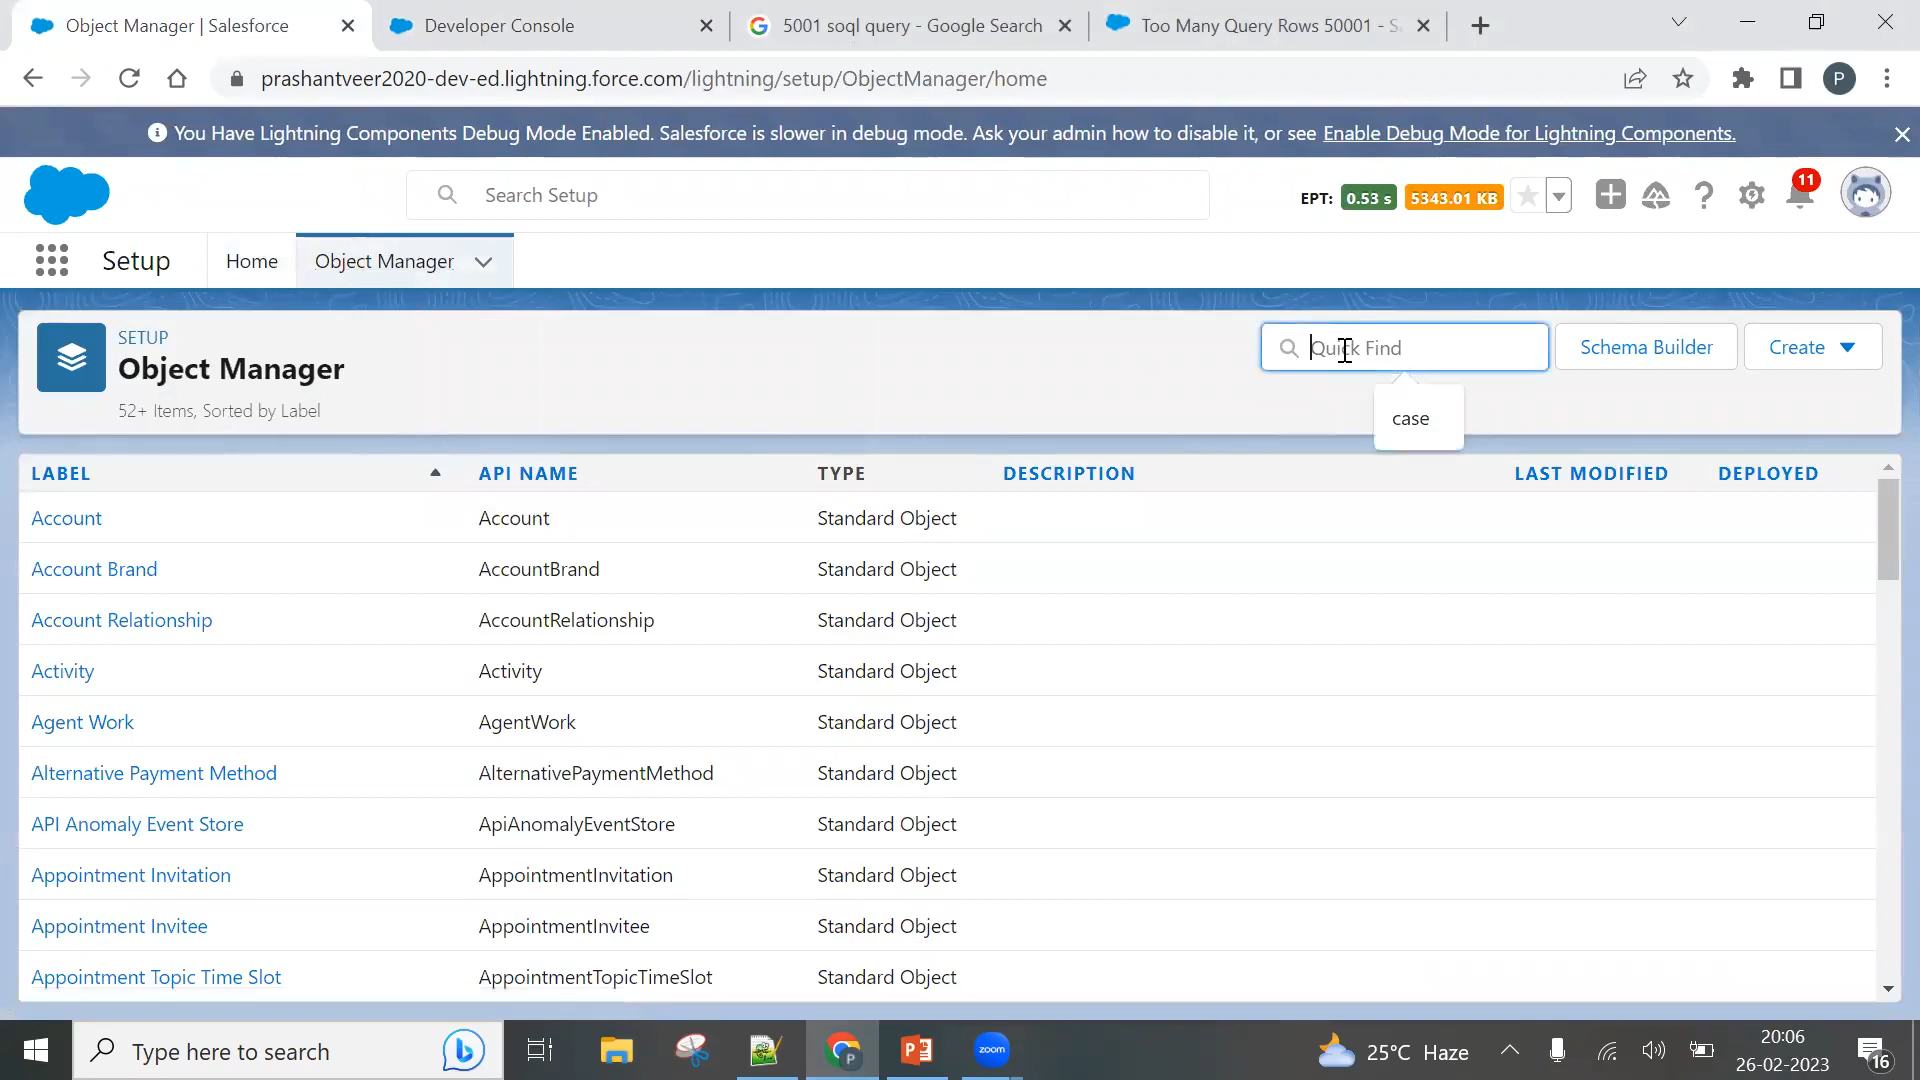 Object Manager | Salesforce
Developer Console
5001 soql query - Google Search
Too Many Query Rows 50001 - S
prashantveer2020-dev-ed.lightning.force.com/lightning/setup/ObjectManager/home
P
You Have Lightning Components Debug Mode Enabled. Salesforce is slower in debug mode. Ask your admin how to disable it, or see Enable Debug Mode for Lightning Components.
Search Setup
EPT: 0.53 s 5343.01 KB
11
Setup Home Object Manager
SETUP
Object Manager
52+ Items, Sorted by Label
Quick Find
Schema Builder
Create
case
LABEL API NAME TYPE DESCRIPTION LAST MODIFIED DEPLOYED
Account Account Standard Object
Account Brand AccountBrand Standard Object
Account Relationship AccountRelationship Standard Object
Activity Activity Standard Object
Agent Work AgentWork Standard Object
Alternative Payment Method AlternativePaymentMethod Standard Object
API Anomaly Event Store ApiAnomalyEventStore Standard Object
Appointment Invitation AppointmentInvitation Standard Object
Appointment Invitee AppointmentInvitee Standard Object
Appointment Topic Time Slot AppointmentTopicTimeSlot Standard Object
Type here to search
P
zoom
25°C Haze
20:06
26-02-2023
16